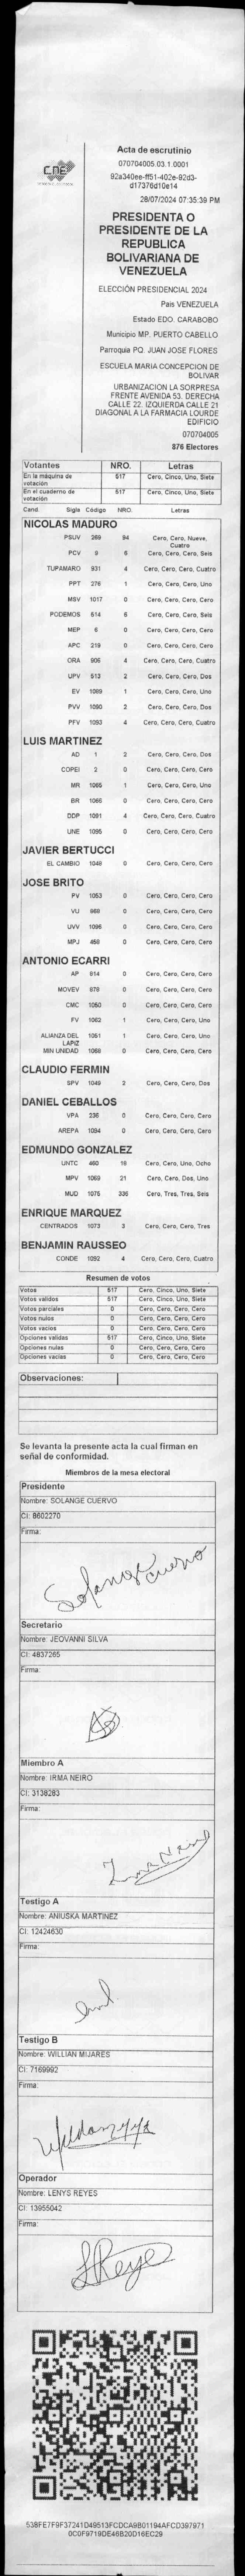 CNE
Acta de escrutinio
070704005.03.1.0001
92a340ee-ff51-402e-92d3-
d17376d10e14
28/07/2024 07:35:39 PM
PRESIDENTA O
PRESIDENTE DE LA
REPUBLICA
BOLIVARIANA DE
VENEZUELA
ELECCIÓN PRESIDENCIAL 2024
Pais VENEZUELA
Estado EDO. CARABOBO
Municipio MP. PUERTO CABELLO
Parroquia PQ. JUAN JOSE FLORES
ESCUELA MARIA CONCEPCION DE
BOLIVAR
URBANIZACION LA SORPRESA
FRENTE AVENIDA 53. DERECHA
CALLE 22. IZQUIERDA CALLE 21
DIAGONAL A LA FARMACIA LOURDE
EDIFICIO
070704005
876 Electores
Votantes NRO. Letras
En la máquina de
votación 517 Cero, Cinco, Uno, Siete
En el cuaderno de
votación 517 Cero, Cinco, Uno, Siete
Cand. Sigla Código NRO. Letras
NICOLAS MADURO
PSUV 269 94 Cero, Cero, Nueve,
Cuatro
PCV 9 6 Cero, Cero, Cero, Seis
TUPAMARO 931 4 Cero, Cero, Cero, Cuatro
PPT 276 1 Cero, Cero, Cero, Uno
MSV 1017 0 Cero, Cero, Cero, Cero
PODEMOS 614 6 Cero, Cero, Cero, Seis
MEP 6 0 Cero, Cero, Cero, Cero
APC 219 0 Cero, Cero, Cero, Cero
ORA 906 4 Cero, Cero, Cero, Cuatro
UPV 513 2 Cero, Cero, Cero, Dos
EV 1089 1 Cero, Cero, Cero, Uno
PVV 1090 2 Cero, Cero, Cero, Dos
PFV 1093 4 Cero, Cero, Cero, Cuatro
LUIS MARTINEZ
AD 1 2 Cero, Cero, Cero, Dos
COPEI 2 0 Cero, Cero, Cero, Cero
MR 1065 1 Cero, Cero, Cero, Uno
BR 1066 0 Cero, Cero, Cero, Cero
DDP 1091 4 Cero, Cero, Cero, Cuatro
UNE 1095 0 Cero, Cero, Cero, Cero
JAVIER BERTUCCI
EL CAMBIO 1048 0 Cero, Cero, Cero, Cero
JOSE BRITO
PV 1053 0 Cero, Cero, Cero, Cero
VU 868 0 Cero, Cero, Cero, Cero
UVV 1096 0 Cero, Cero, Cero, Cero
MPJ 458 0 Cero, Cero, Cero, Cero
ANTONIO ECARRI
AP 814 0 Cero, Cero, Cero, Cero
MOVEV 878 0 Cero, Cero, Cero, Cero
CMC 1050 0 Cero, Cero, Cero, Cero
FV 1062 1 Cero, Cero, Cero, Uno
ALIANZA DEL
LAPIZ 1051 1 Cero, Cero, Cero, Uno
MIN UNIDAD 1068 0 Cero, Cero, Cero, Cero
CLAUDIO FERMIN
SPV 1049 2 Cero, Cero, Cero, Dos
DANIEL CEBALLOS
VPA 236 0 Cero, Cero, Cero, Cero
AREPA 1094 0 Cero, Cero, Cero, Cero
EDMUNDO GONZALEZ
UNTC 460 18 Cero, Cero, Uno, Ocho
MPV 1069 21 Cero, Cero, Dos, Uno
MUD 1075 336 Cero, Tres, Tres, Seis
ENRIQUE MARQUEZ
CENTRADOS 1073 3 Cero, Cero, Cero, Tres
BENJAMIN RAUSSEO
CONDE 1092 4 Cero, Cero, Cero, Cuatro
Resumen de votos
Votos 517 Cero, Cinco, Uno, Siete
Votos validos 517 Cero, Cinco, Uno, Siete
Votos parciales 0 Cero, Cero, Cero, Cero
Votos nulos 0 Cero, Cero, Cero, Cero
Votos vacios 0 Cero, Cero, Cero, Cero
Opciones validas 517 Cero, Cinco, Uno, Siete
Opciones nulas 0 Cero, Cero, Cero, Cero
Opciones vacias 0 Cero, Cero, Cero, Cero
Observaciones:
Se levanta la presente acta la cual firman en
señal de conformidad.
Miembros de la mesa electoral
Presidente
Nombre: SOLANGE CUERVO
CI: 8602270
Firma:
Solange Cuervo
Secretario
Nombre: JEOVANNI SILVA
CI: 4837265
Firma:
Miembro A
Nombre: IRMA NEIRO
CI: 3138283
Firma:
Testigo A
Nombre: ANIUSKA MARTINEZ
CI: 12424630
Firma:
Testigo B
Nombre: WILLIAN MIJARES
CI: 7169992
Firma:
Operador
Nombre: LENYS REYES
CI: 13955042
Firma:
LReyes
538FE7F9F37241D49513FCDCA9B01194AFCD397971
0C0F9719DE46B20D16EC29